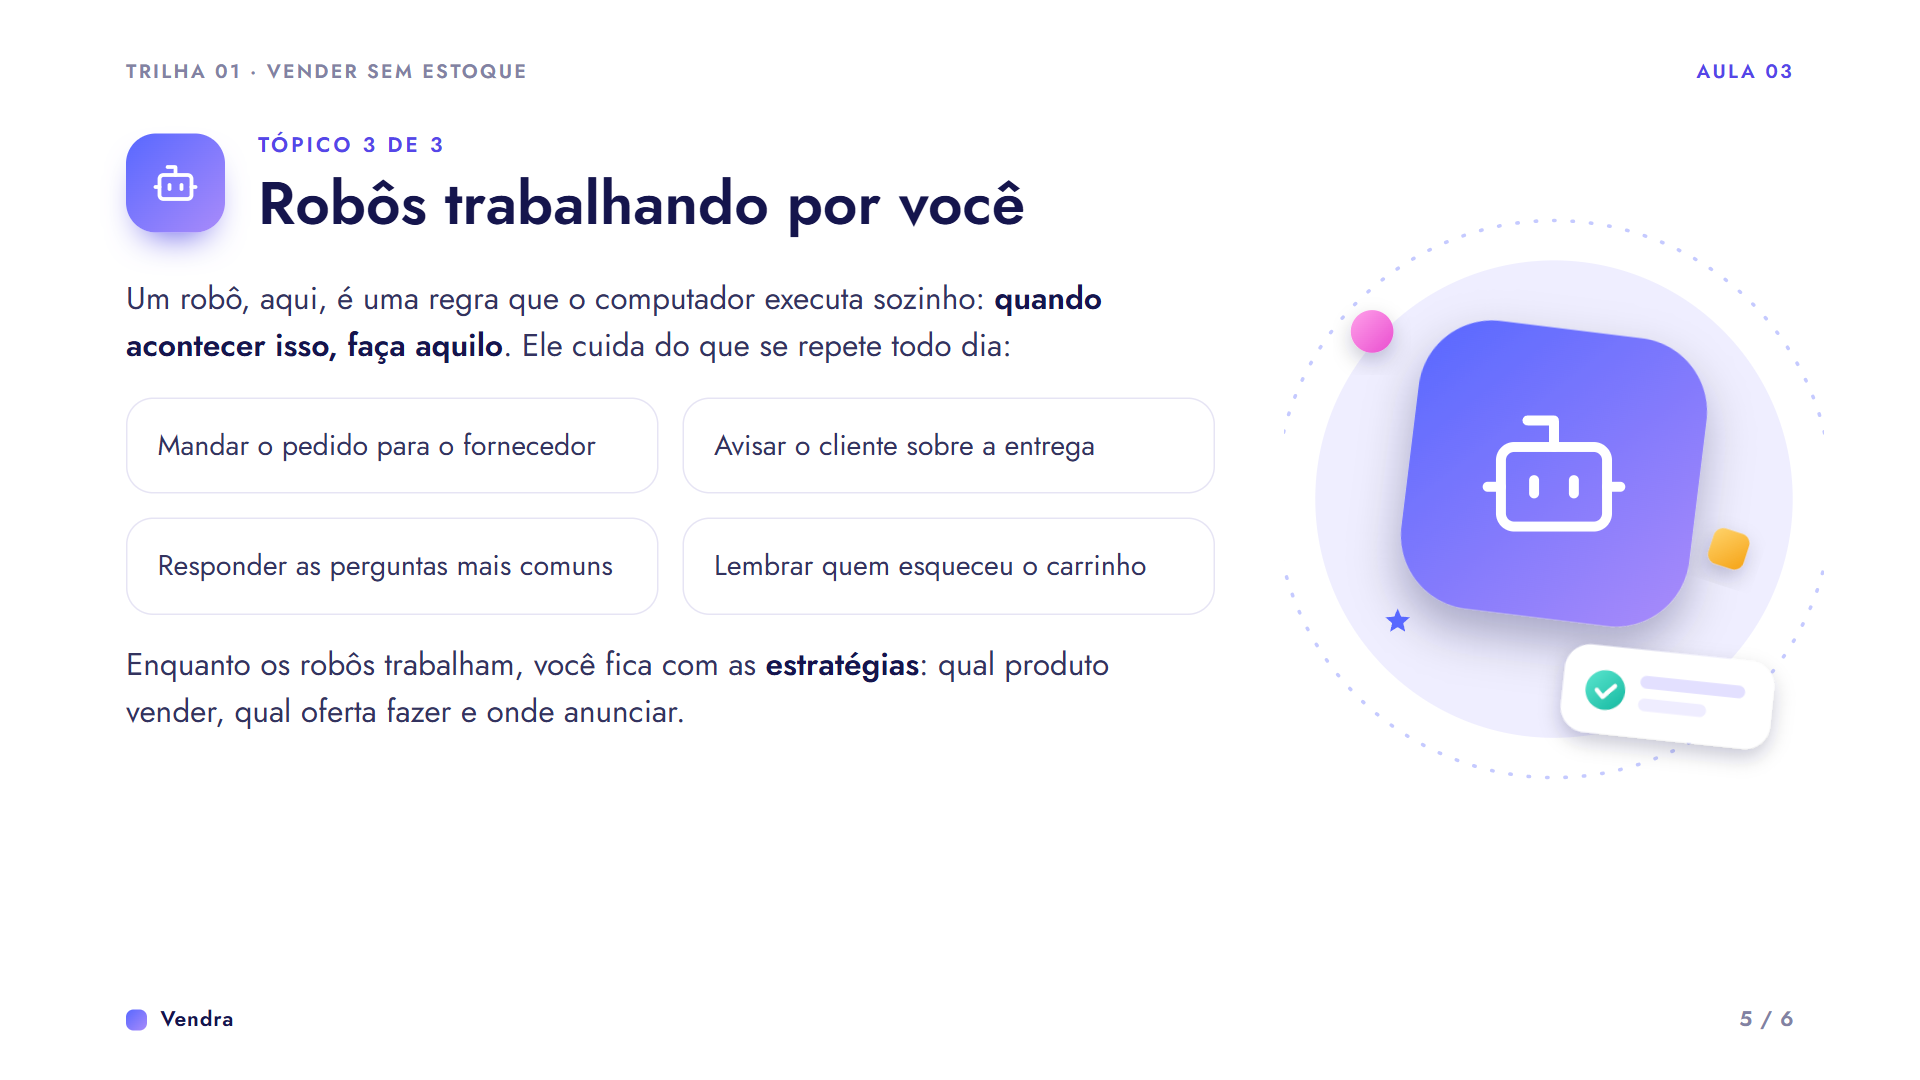 TRILHA 01 · VENDER SEM ESTOQUE
AULA 03
TÓPICO 3 DE 3
Robôs trabalhando por você
Um robô, aqui, é uma regra que o computador executa sozinho: quando
acontecer isso, faça aquilo. Ele cuida do que se repete todo dia:
Mandar o pedido para o fornecedor
Avisar o cliente sobre a entrega
Responder as perguntas mais comuns
Lembrar quem esqueceu o carrinho
Enquanto os robôs trabalham, você fica com as estratégias: qual produto
vender, qual oferta fazer e onde anunciar.
Vendra
5 / 6